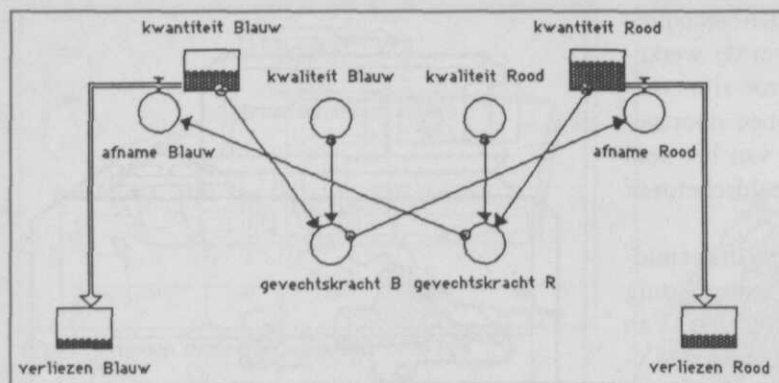 kwantiteit Blauw
kwantiteit Rood
kwaliteit Blauw
kwaliteit Rood
afname Blauw
afname Rood
gevechtskracht B
gevechtskracht R
verliezen Blauw
verliezen Rood